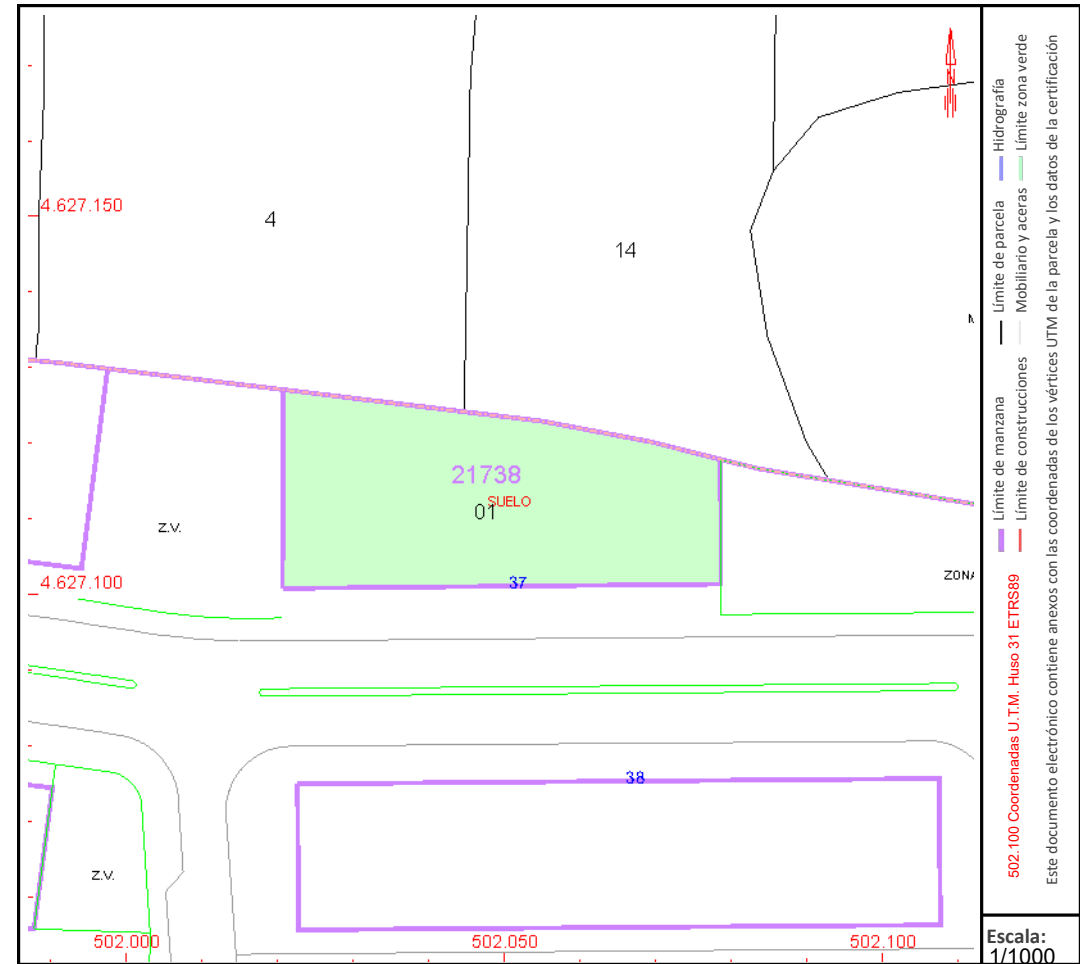 4.627.150
4
14
21738
SUELO
01
Z.V.
4.627.100
37
ZONA
38
Z.V.
502.000
502.050
502.100
N
Límite de manzana
Límite de parcela
Hidrografía
502.100 Coordenadas U.T.M. Huso 31 ETRS89
Límite de construcciones
Mobiliario y aceras
Límite zona verde
Este documento electrónico contiene anexos con las coordenadas de los vértices UTM de la parcela y los datos de la certificación
Escala:
1/1000